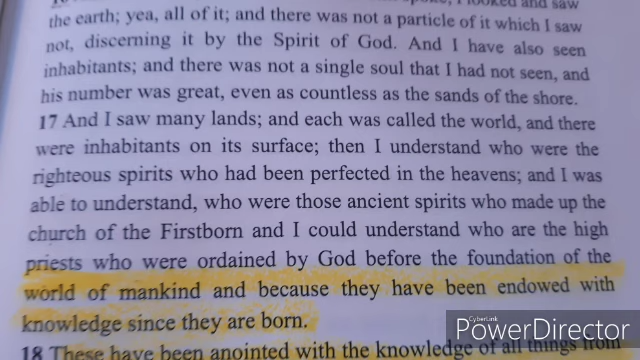 I looked and saw
the earth; yea, all of it; and there was not a particle of it which I saw
not, discerning it by the Spirit of God. And I have also seen
inhabitants; and there was not a single soul that I had not seen, and
his number was great, even as countless as the sands of the shore.
17 And I saw many lands; and each was called the world, and there
were inhabitants on its surface; then I understand who were the
righteous spirits who had been perfected in the heavens; and I was
able to understand, who were those ancient spirits who made up the
church of the Firstborn and I could understand who are the high
priests who were ordained by God before the foundation of the
world of mankind and because they have been endowed with
knowledge since they are born.
18 These have been anointed with the knowledge of all things from
CyberLink
PowerDirector